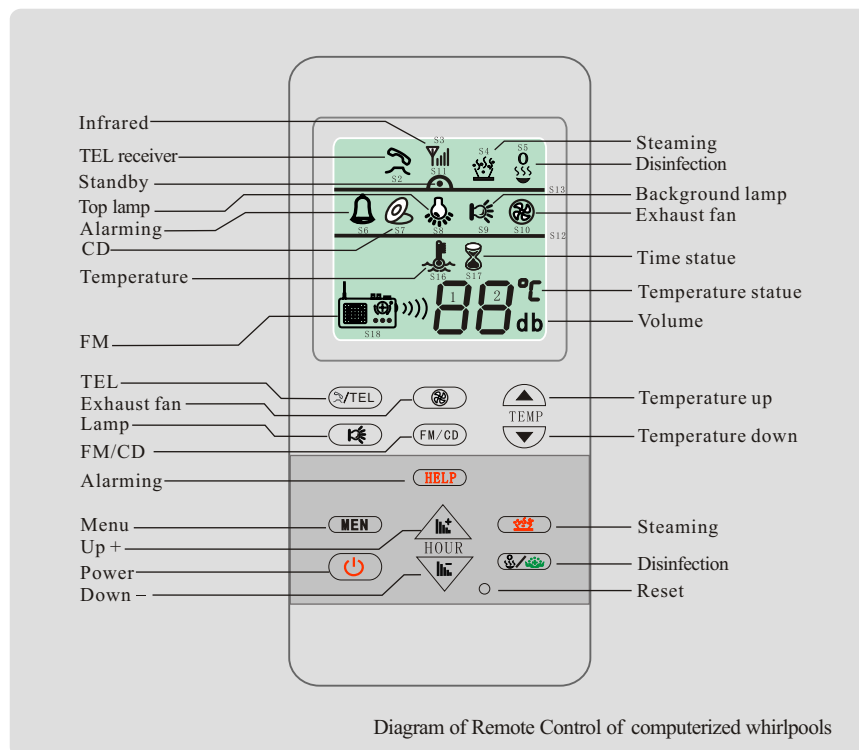 Infrared
TEL receiver
Standby
Top lamp
Alarming
CD
Temperature
FM
Steaming
Disinfection
Background lamp
Exhaust fan
Time statue
Temperature statue
Volume
S3
S11
S2
S4
S5
S13
S6
S7
S8
S9
S10
S12
S16
S17
S18
1
2
°C
db
TEL
Exhaust fan
Lamp
FM/CD
Alarming
Menu
Up +
Power
Down –
/TEL
FM/CD
TEMP
HELP
MEN
HOUR
Temperature up
Temperature down
Steaming
Disinfection
Reset
Diagram of Remote Control of computerized whirlpools